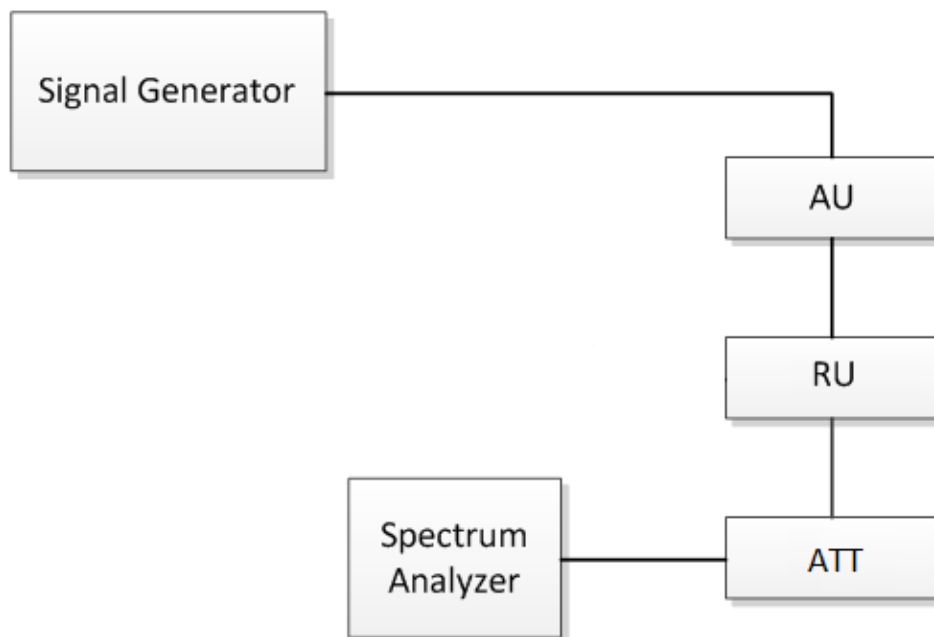 Signal Generator
AU
RU
Spectrum
Analyzer
ATT